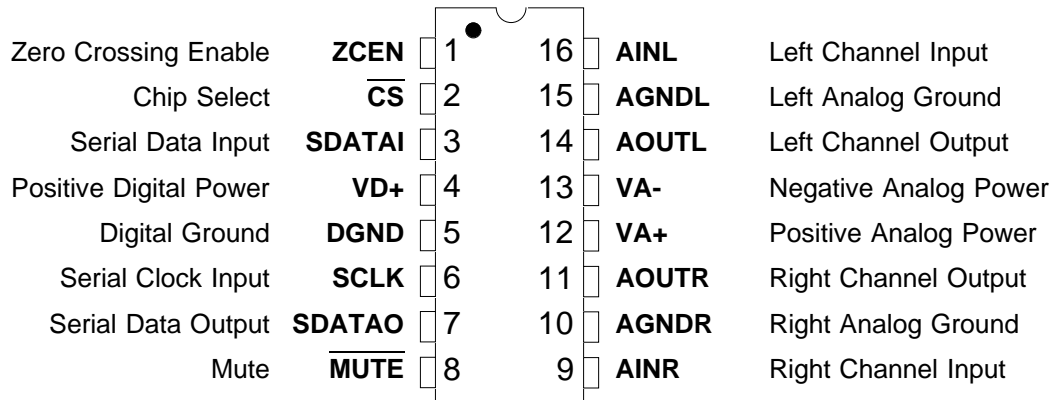 Zero Crossing Enable ZCEN 1 16 AINL Left Channel Input
Chip Select CS 2 15 AGNDL Left Analog Ground
Serial Data Input SDATAI 3 14 AOUTL Left Channel Output
Positive Digital Power VD+ 4 13 VA- Negative Analog Power
Digital Ground DGND 5 12 VA+ Positive Analog Power
Serial Clock Input SCLK 6 11 AOUTR Right Channel Output
Serial Data Output SDATAO 7 10 AGNDR Right Analog Ground
Mute MUTE 8 9 AINR Right Channel Input